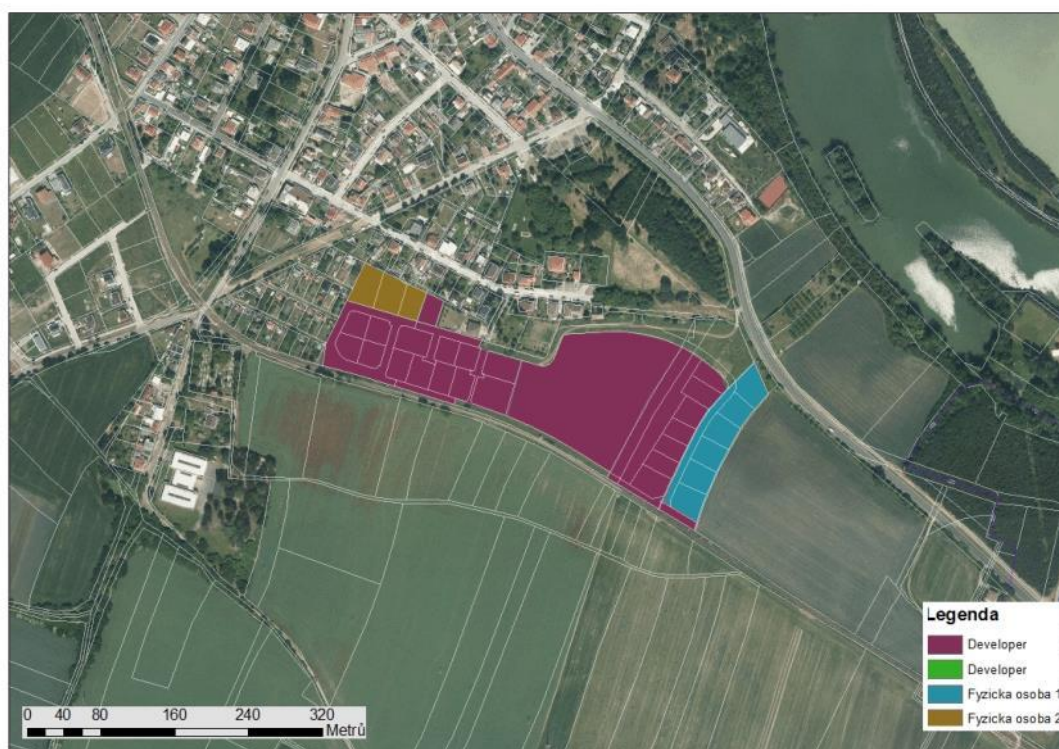 Legenda
Developer
Developer
Fyzicka osoba 1
Fyzicka osoba 2
0 40 80 160 240 320
Metrů